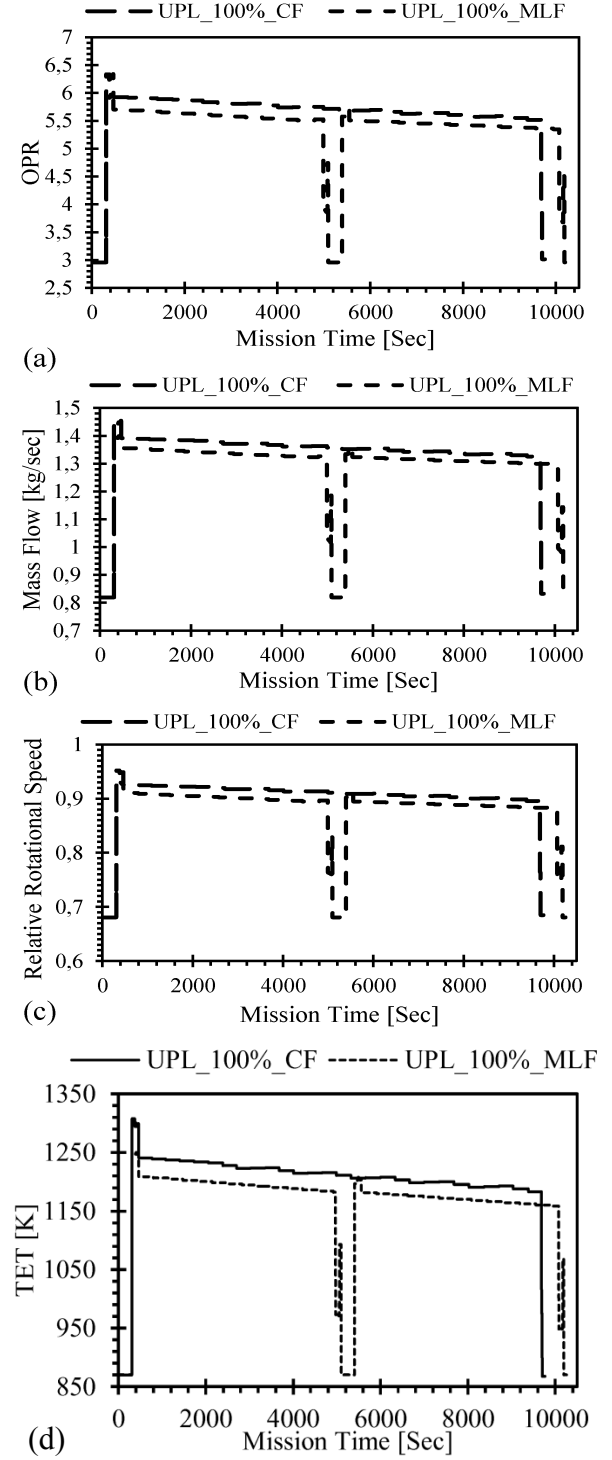 UPL_100%_CF UPL_100%_MLF
7
6,5
6
5,5
5
4,5
4
3,5
3
2,5
OPR
0 2000 4000 6000 8000 10000
Mission Time [Sec]
(a)
UPL_100%_CF UPL_100%_MLF
1,5
1,4
1,3
1,2
1,1
1
0,9
0,8
0,7
Mass Flow [kg/sec]
0 2000 4000 6000 8000 10000
Mission Time [Sec]
(b)
UPL_100%_CF UPL_100%_MLF
1
0,9
0,8
0,7
0,6
Relative Rotational Speed
0 2000 4000 6000 8000 10000
Mission Time [Sec]
(c)
UPL_100%_CF UPL_100%_MLF
1350
1250
1150
1050
950
850
TET [K]
0 2000 4000 6000 8000 10000
Mission Time [Sec]
(d)